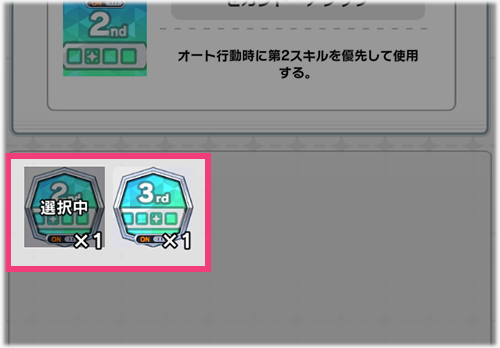 2nd
オート行動時に第2スキルを優先して使用
する。
2nd
選択中
ON
×1
3rd
ON
×1